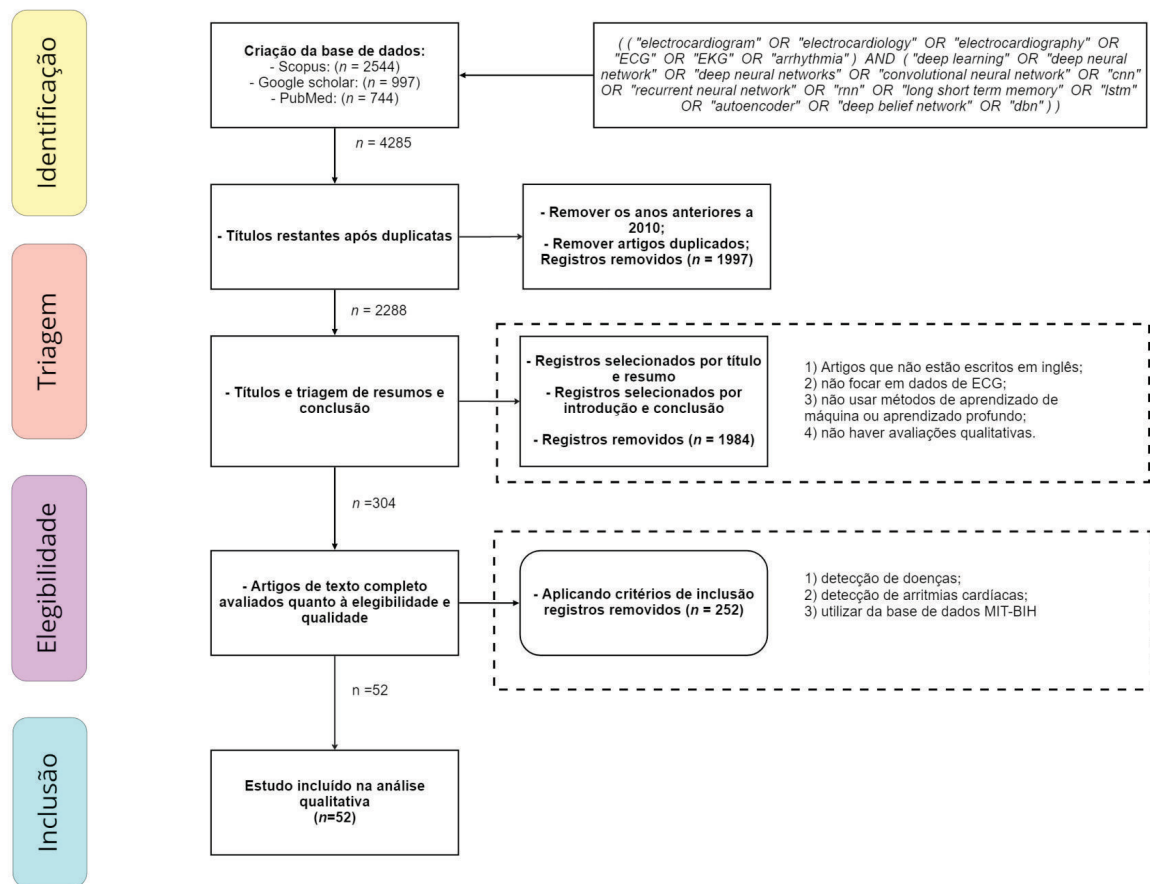 Identificação
Criação da base de dados:
- Scopus: (n = 2544)
- Google scholar: (n = 997)
- PubMed: (n = 744)
( ( "electrocardiogram" OR "electrocardiology" OR "electrocardiography" OR
"ECG" OR "EKG" OR "arrhythmia" ) AND ( "deep learning" OR "deep neural
network" OR "deep neural networks" OR "convolutional neural network" OR "cnn"
OR "recurrent neural network" OR "rnn" OR "long short term memory" OR "lstm"
OR "autoencoder" OR "deep belief network" OR "dbn" ) )
n = 4285
- Títulos restantes após duplicatas
- Remover os anos anteriores a
2010;
- Remover artigos duplicados;
Registros removidos (n = 1997)
Triagem
n = 2288
- Títulos e triagem de resumos e
conclusão
- Registros selecionados por título
e resumo
- Registros selecionados por
introdução e conclusão
- Registros removidos (n = 1984)
1) Artigos que não estão escritos em inglês;
2) não focar em dados de ECG;
3) não usar métodos de aprendizado de
máquina ou aprendizado profundo;
4) não haver avaliações qualitativas.
Elegibilidade
n =304
- Artigos de texto completo
avaliados quanto à elegibilidade e
qualidade
- Aplicando critérios de inclusão
registros removidos (n = 252)
1) detecção de doenças;
2) detecção de arritmias cardíacas;
3) utilizar da base de dados MIT-BIH
n =52
Inclusão
Estudo incluído na análise
qualitativa
(n=52)